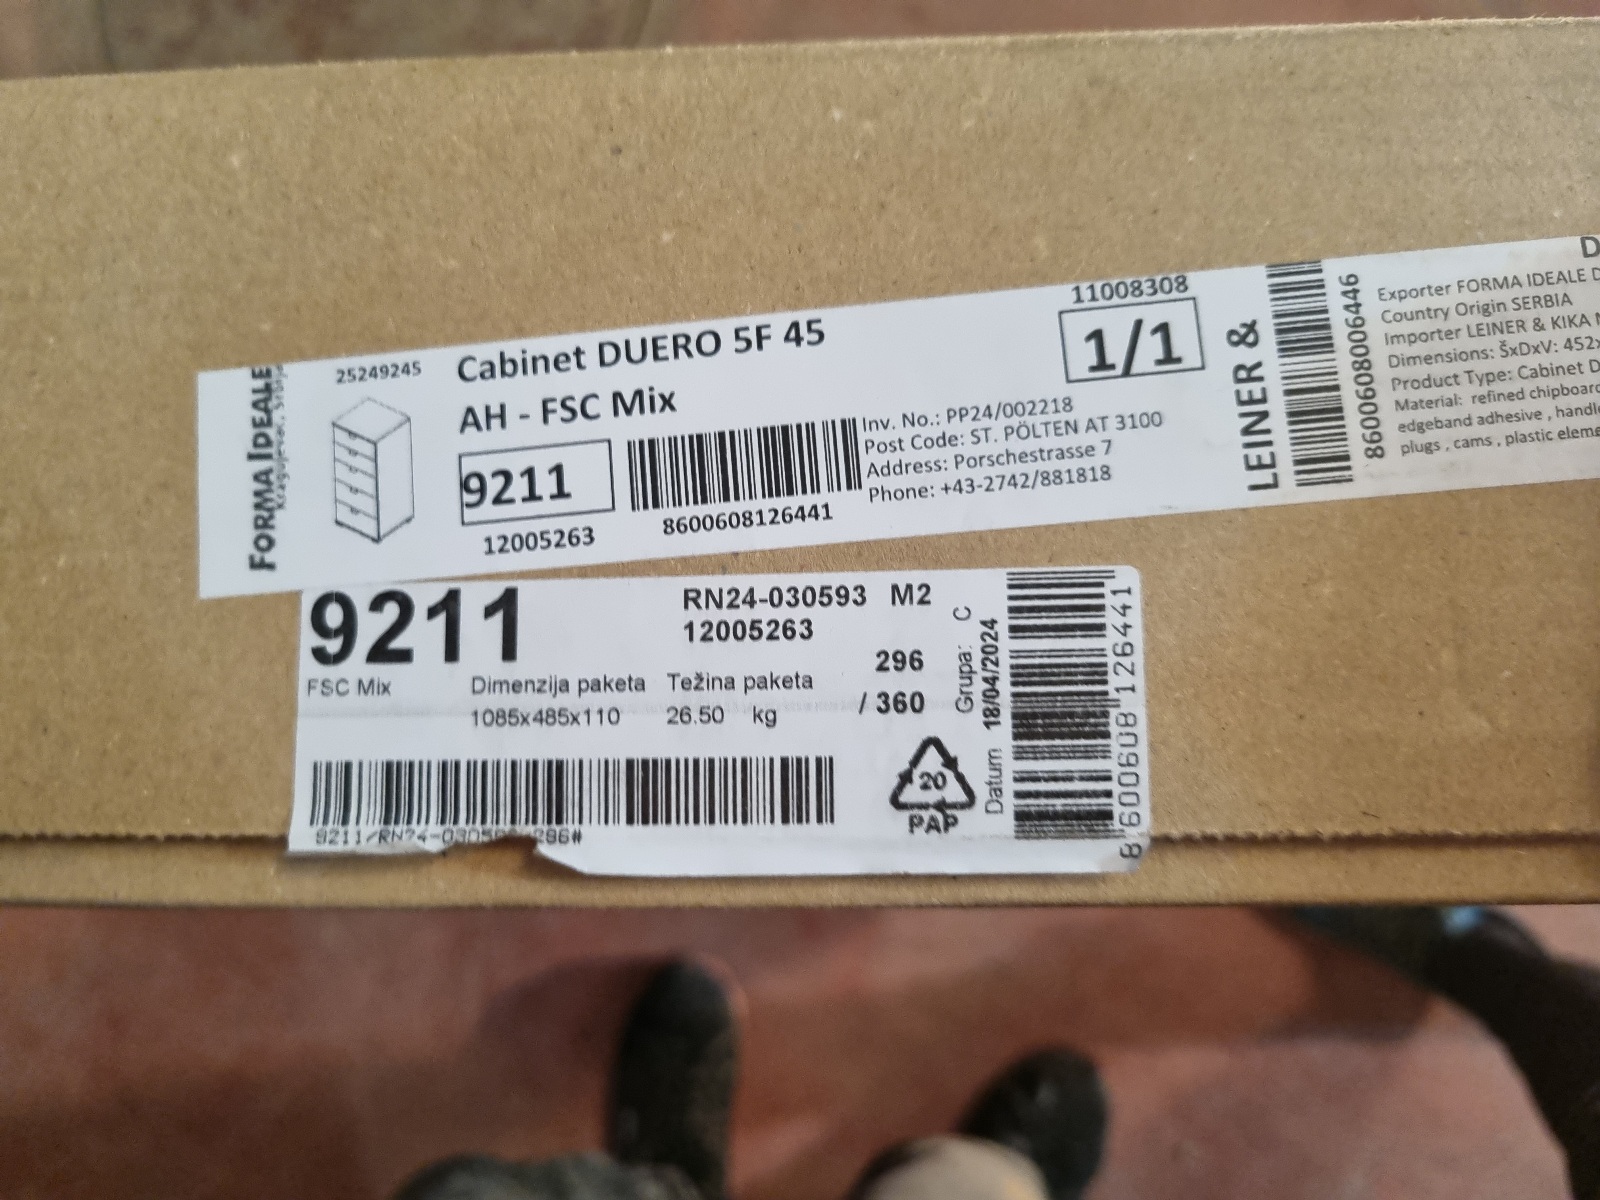 FORMA IDEALE
Kragujevac, Srbija
25249245
Cabinet DUERO 5F 45
AH - FSC Mix
9211
12005263
8600608126441
Inv. No.: PP24/002218
Post Code: ST. PÖLTEN AT 3100
Address: Porschestrasse 7
Phone: +43-2742/881818
11008308
1/1
LEINER &
8600608006446
Exporter FORMA IDEALE D
Country Origin SERBIA
Importer LEINER & KIKA
Dimensions: ŠxDxV: 452x
Product Type: Cabinet D
Material: refined chipboard
edgeband adhesive , handle
plugs , cams , plastic eleme
9211
FSC Mix
RN24-030593 M2
12005263
Dimenzija paketa Težina paketa
1085x485x110 26.50 kg
296
/ 360
Grupa: C
Datum 18/04/2024
20
PAP
8600608126441